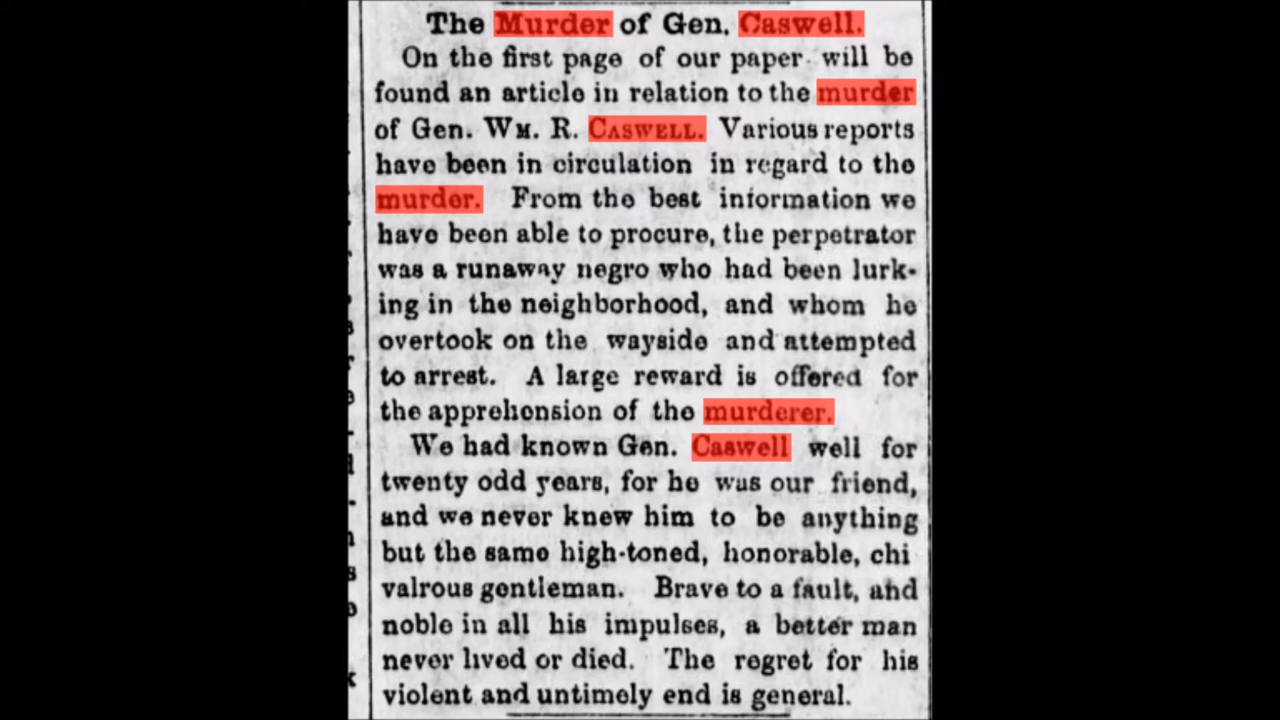 The Murder of Gen. Caswell.
On the first page of our paper will be
found an article in relation to the murder
of Gen. WM. R. CASWELL. Various reports
have been in circulation in regard to the
murder. From the best information we
have been able to procure, the perpetrator
was a runaway negro who had been lurk-
ing in the neighborhood, and whom he
overtook on the wayside and attempted
to arrest. A large reward is offered for
the apprehension of the murderer.
We had known Gen. Caswell well for
twenty odd years, for he was our friend,
and we never knew him to be anything
but the same high-toned, honorable, chi
valrous gentleman. Brave to a fault, and
noble in all his impulses, a better man
never lived or died. The regret for his
violent and untimely end is general.